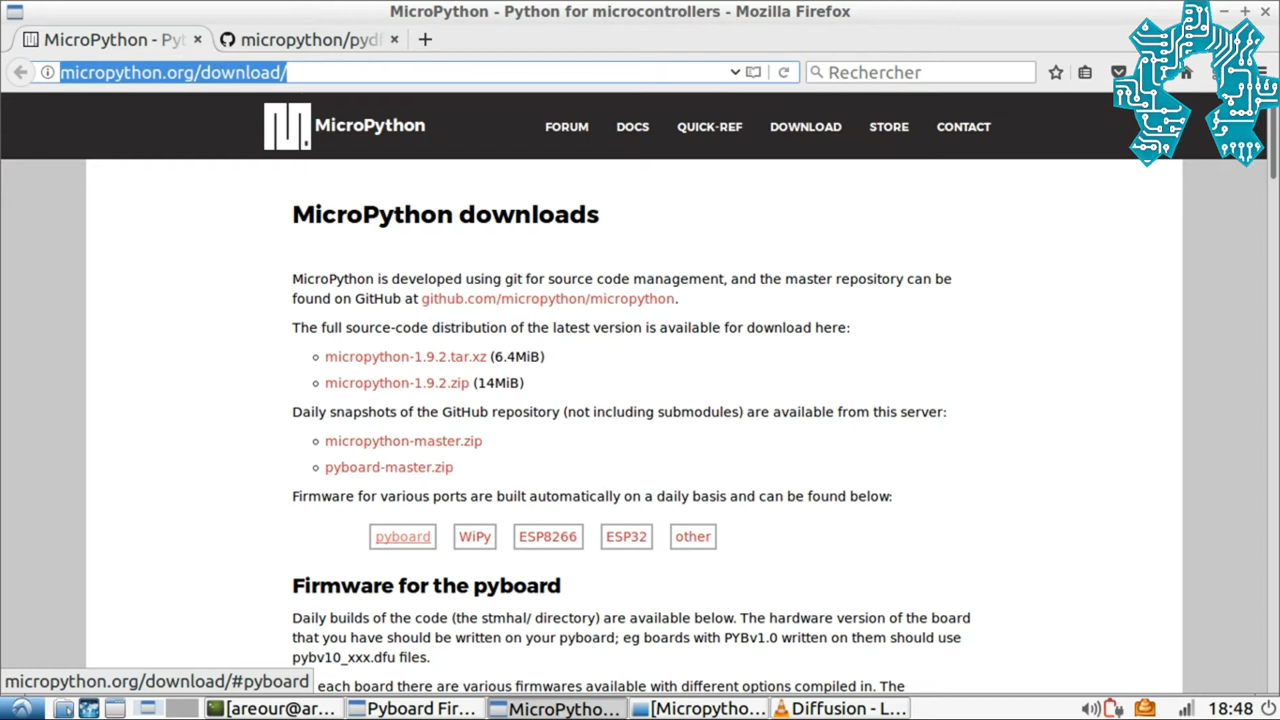 MicroPython - Python for microcontrollers - Mozilla Firefox
MicroPython - Pyt
micropython/pydf
micropython.org/download/
Rechercher
MicroPython
FORUM
DOCS
QUICK-REF
DOWNLOAD
STORE
CONTACT
MicroPython downloads
MicroPython is developed using git for source code management, and the master repository can be
found on GitHub at github.com/micropython/micropython.
The full source-code distribution of the latest version is available for download here:
micropython-1.9.2.tar.xz (6.4MiB)
micropython-1.9.2.zip (14MiB)
Daily snapshots of the GitHub repository (not including submodules) are available from this server:
micropython-master.zip
pyboard-master.zip
Firmware for various ports are built automatically on a daily basis and can be found below:
pyboard
WiPy
ESP8266
ESP32
other
Firmware for the pyboard
Daily builds of the code (the stmhal/ directory) are available below. The hardware version of the board
that you have should be written on your pyboard; eg boards with PYBv1.0 written on them should use
pybv10_xxx.dfu files.
each board there are various firmwares available with different options compiled in. The
micropython.org/download/#pyboard
[areour@ar...
Pyboard Fir...
MicroPytho...
[Micropytho...
Diffusion - L...
18:48